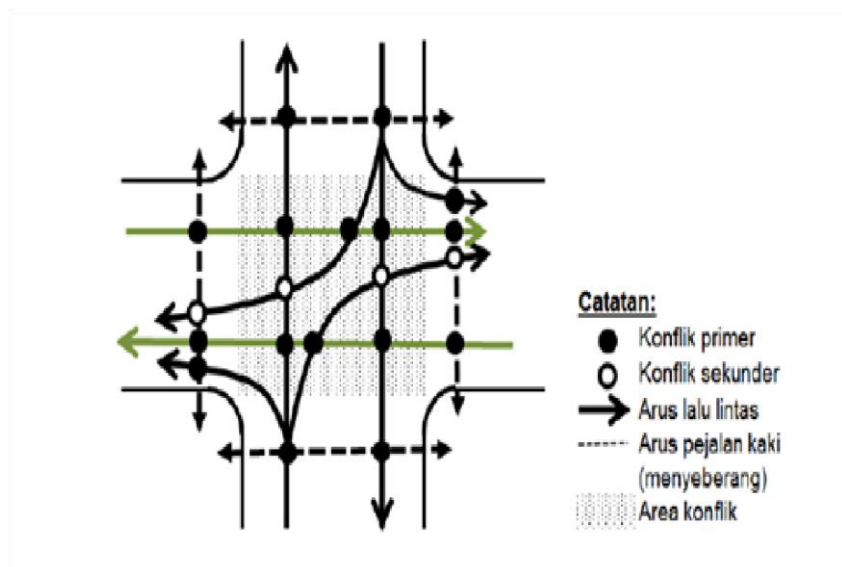 Catatan:
Konflik primer
Konflik sekunder
Arus lalu lintas
Arus pejalan kaki
(menyeberang)
Area konflik